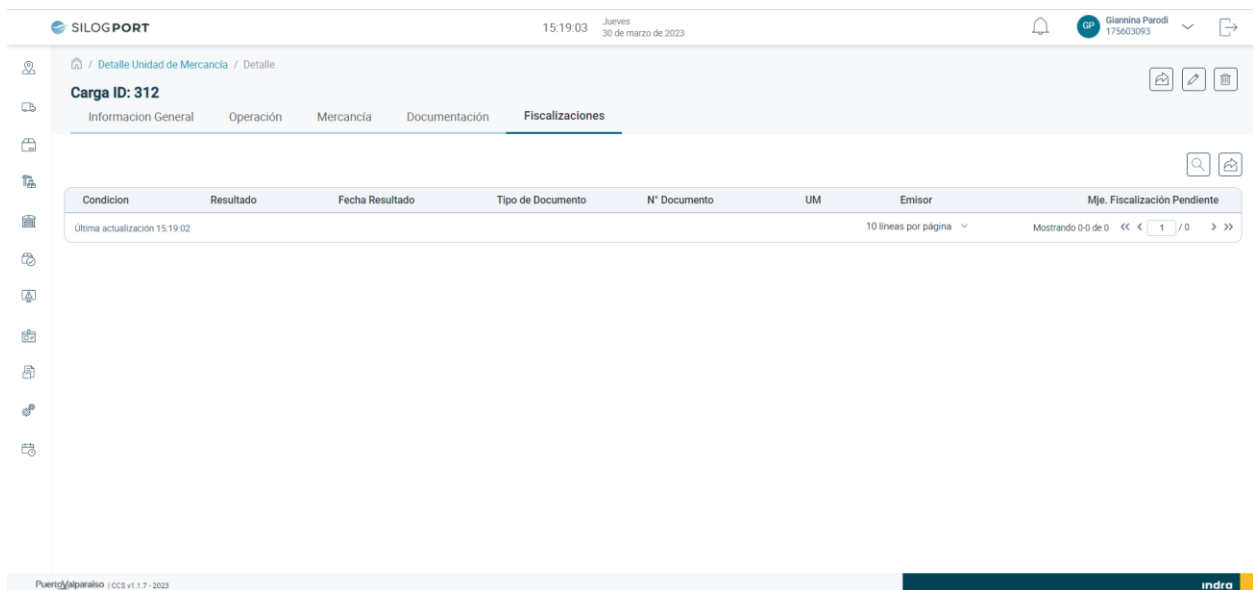 SILOGPORT
15:19:03
Jueves
30 de marzo de 2023
GP
Giannina Parodi
175603093
/ Detalle Unidad de Mercancía / Detalle
Carga ID: 312
Informacion General Operación Mercancía Documentación Fiscalizaciones
Condicion Resultado Fecha Resultado Tipo de Documento N° Documento UM Emisor Mje. Fiscalización Pendiente
Última actualización 15:19:02 10 líneas por página Mostrando 0-0 de 0 « < 1 / 0 > »
PuertoValparaíso | CCS v1.1.7 - 2023 indra